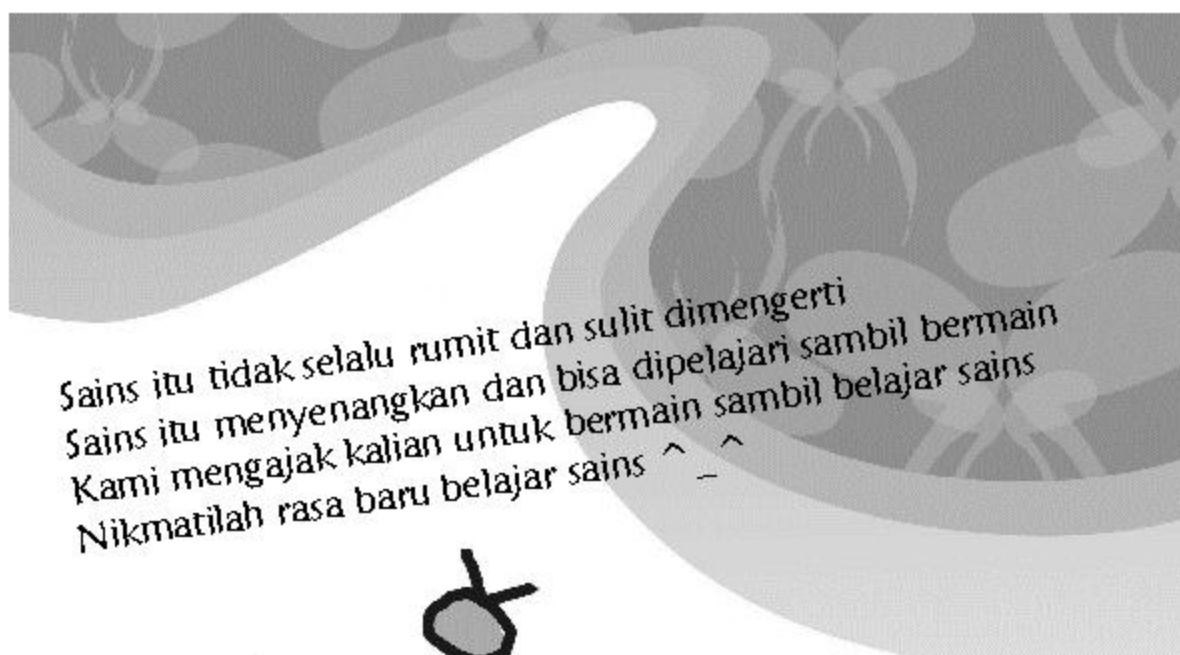 Sains itu tidak selalu rumit dan sulit dimengerti
Sains itu menyenangkan dan bisa dipelajari sambil bermain
Kami mengajak kalian untuk bermain sambil belajar sains
Nikmatilah rasa baru belajar sains ^_^